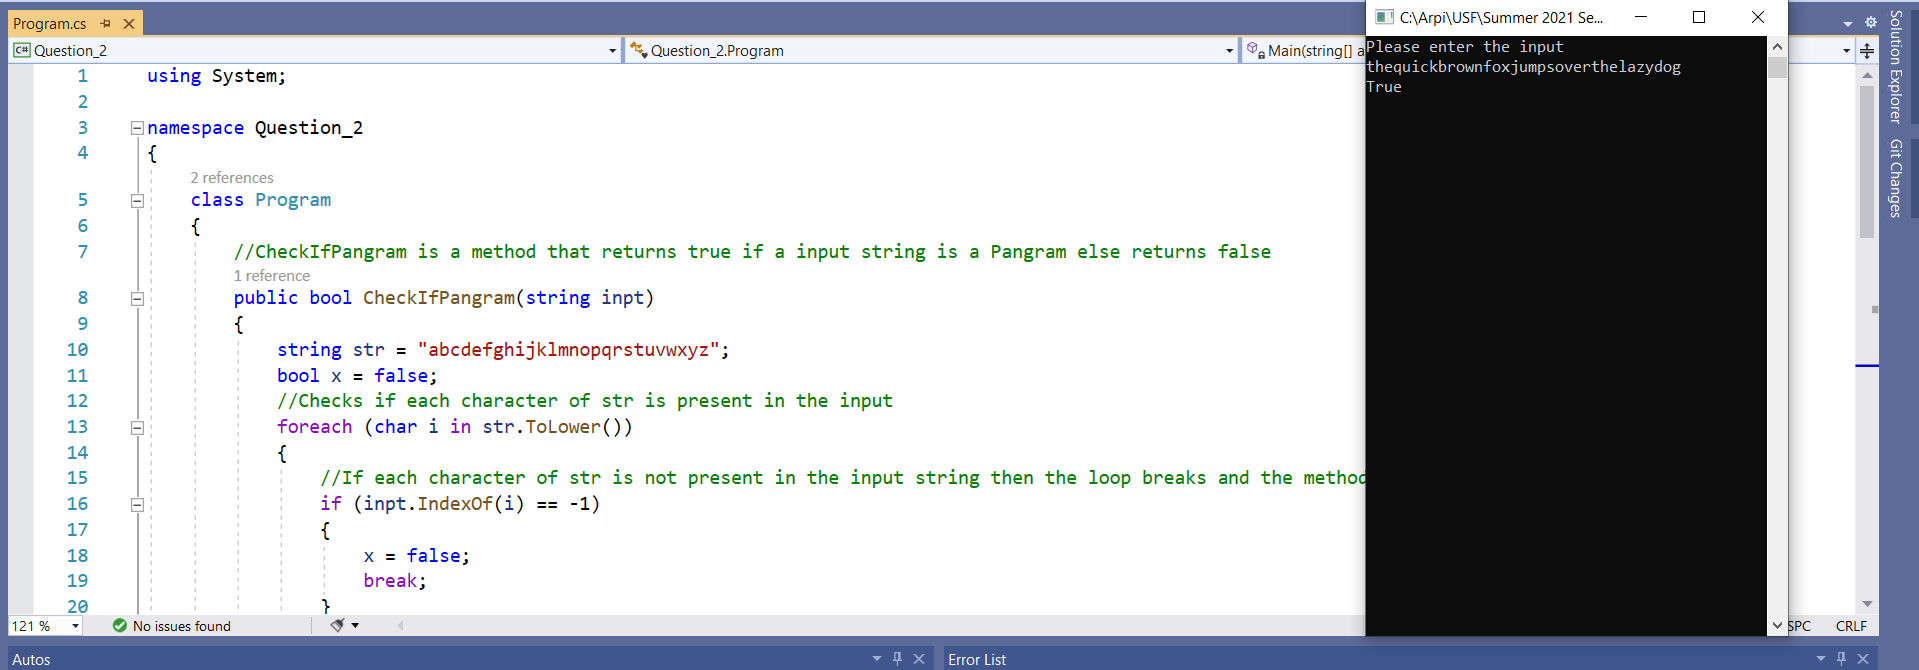 Program.cs
Question_2
Question_2.Program
Main(string[] a
1 using System;
2
3 namespace Question_2
4 {
2 references
5 class Program
6 {
7 //CheckIfPangram is a method that returns true if a input string is a Pangram else returns false
1 reference
8 public bool CheckIfPangram(string inpt)
9 {
10 string str = "abcdefghijklmnopqrstuvwxyz";
11 bool x = false;
12 //Checks if each character of str is present in the input
13 foreach (char i in str.ToLower())
14 {
15 //If each character of str is not present in the input string then the loop breaks and the method
16 if (inpt.IndexOf(i) == -1)
17 {
18 x = false;
19 break;
20 }
121 %
No issues found
SPC
CRLF
Autos
Error List
C:\Arpi\USF\Summer 2021 Se...
Please enter the input
thequickbrownfoxjumpsoverthelazydog
True
Solution Explorer
Git Changes